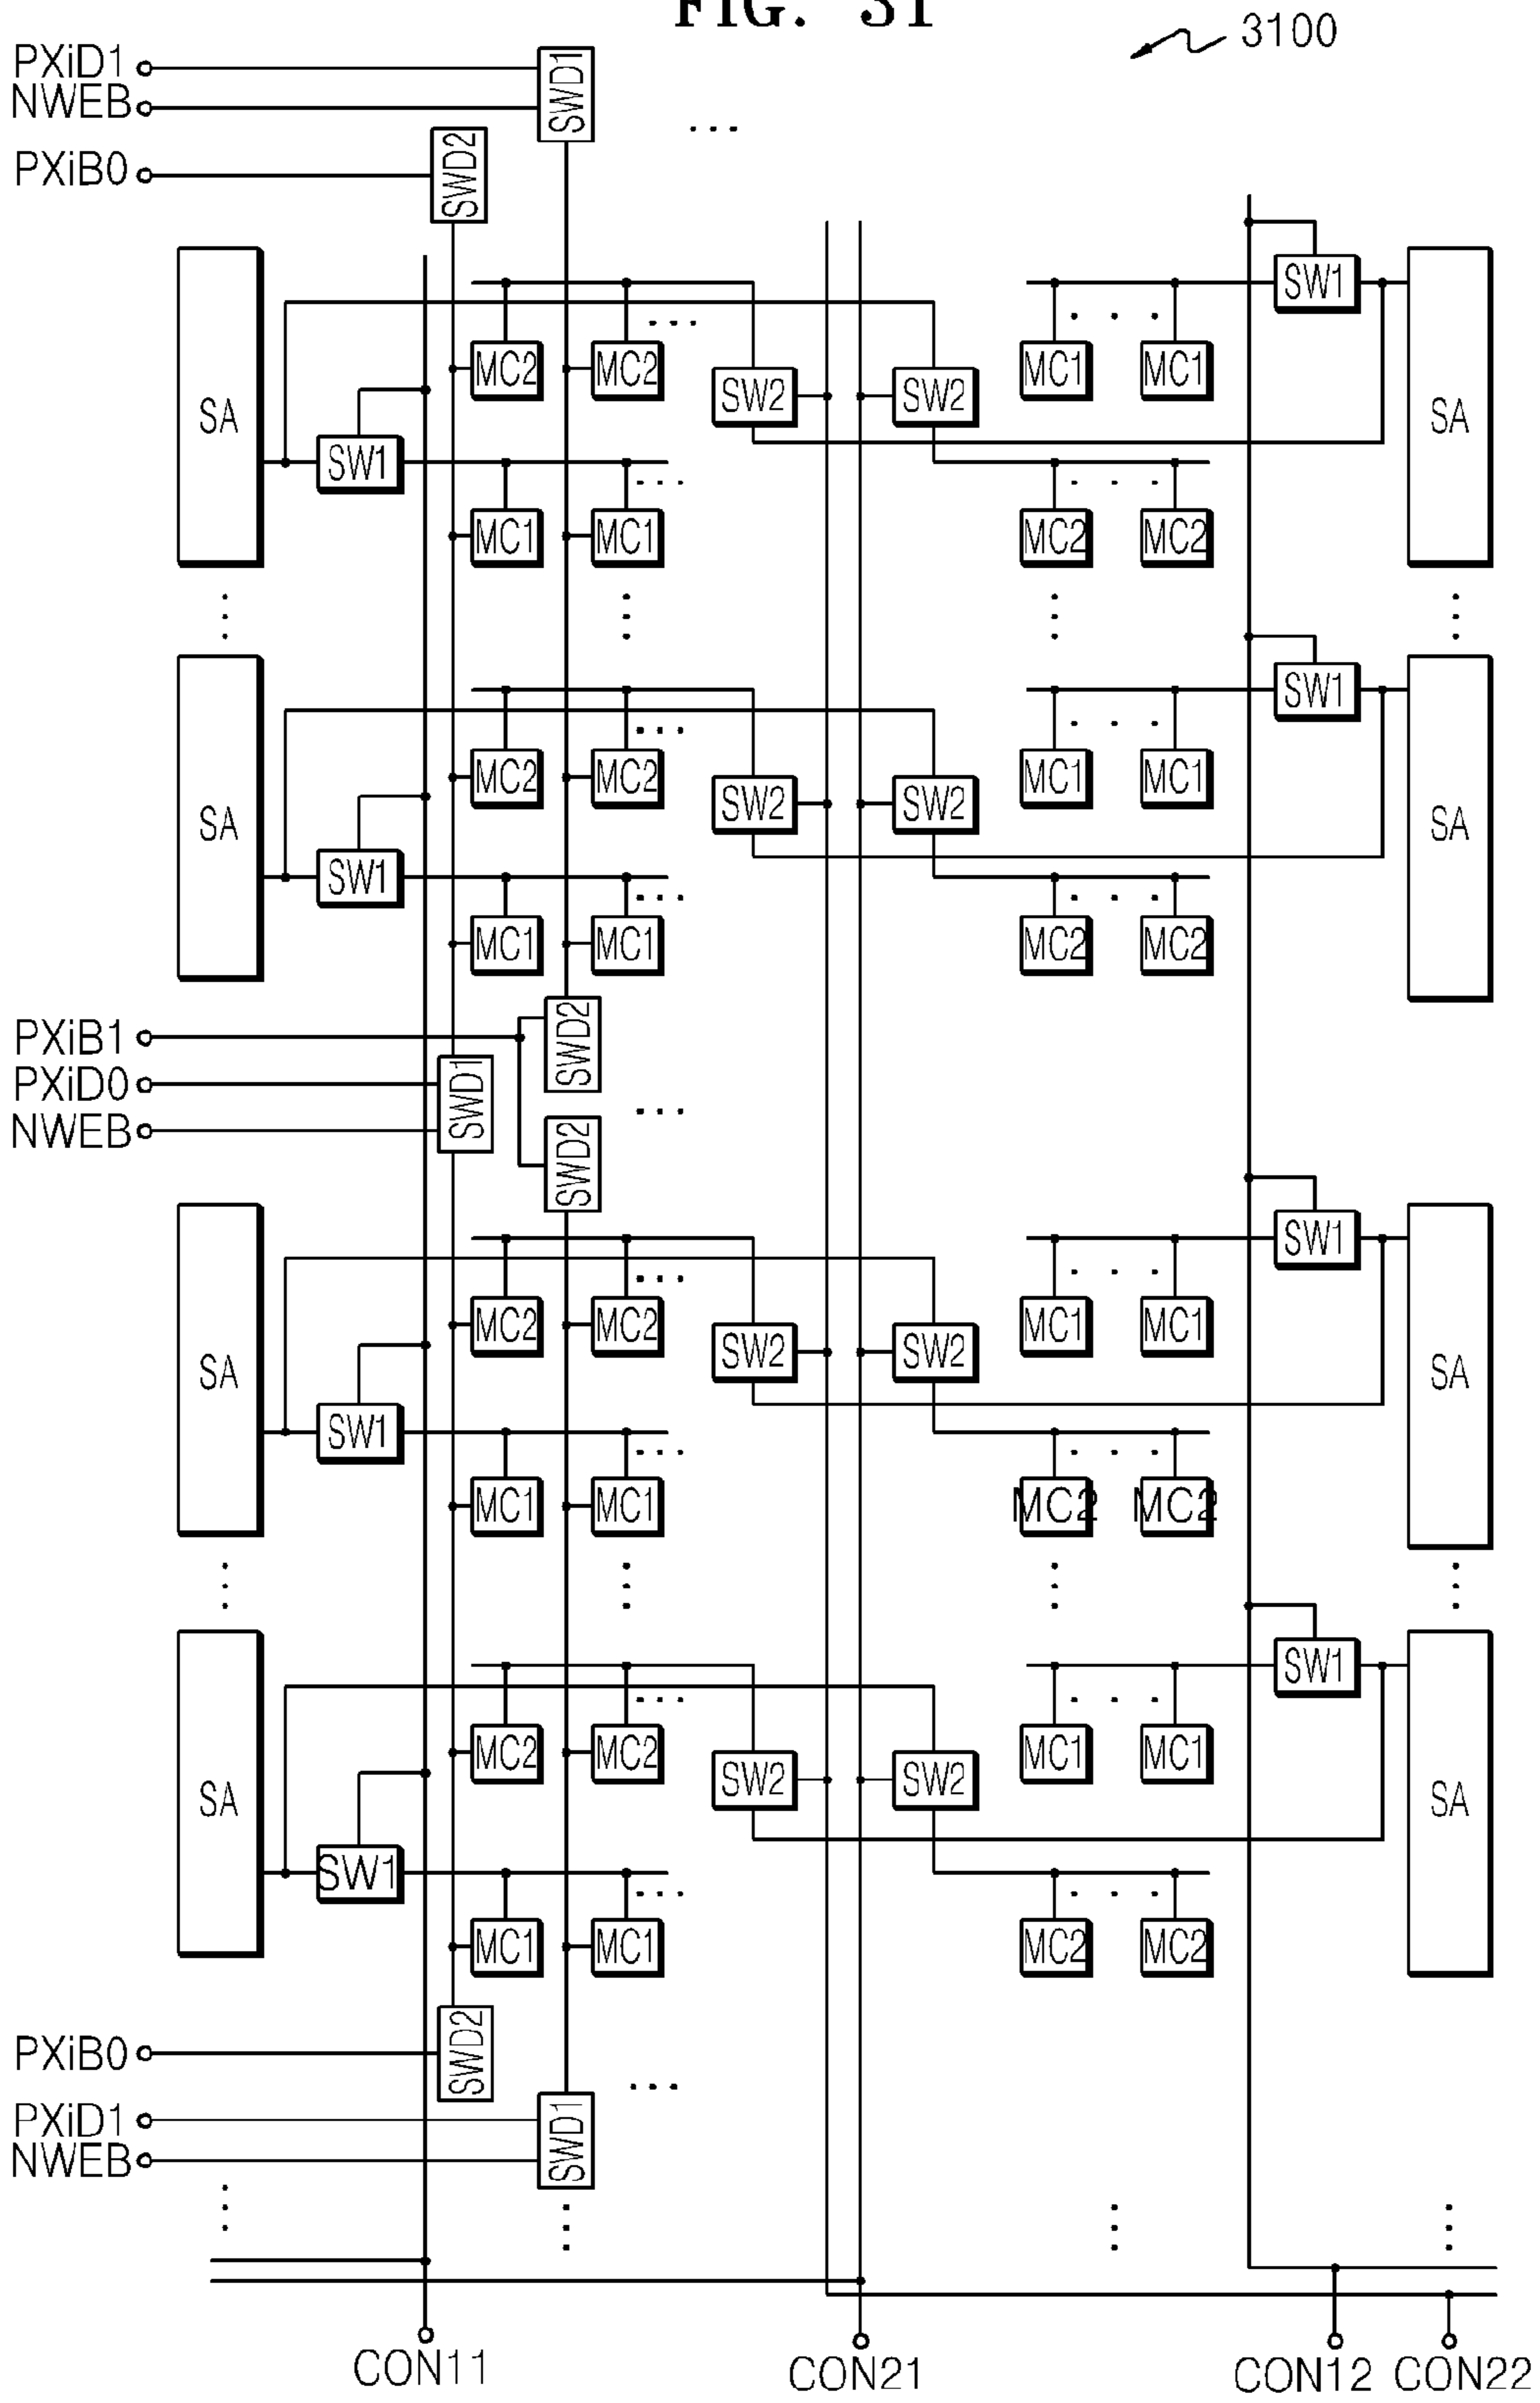 FIG. 31
3100
PXiD1
SWD1
NWEB
PXiB0
SWD2
SA
SW1
SA
MC2
MC2
SW2
SW2
MC1
MC1
SW1
MC1
MC1
MC2
MC2
SA
SW1
SA
MC2
MC2
SW2
SW2
MC1
MC1
SW1
MC1
MC1
MC2
MC2
PXiB1
SWD2
PXiD0
SWD1
NWEB
SWD2
SA
SW1
SA
MC2
MC2
SW2
SW2
MC1
MC1
SW1
MC1
MC1
MC2
MC2
SA
SW1
SA
MC2
MC2
SW2
SW2
MC1
MC1
SW1
MC1
MC1
MC2
MC2
PXiB0
SWD2
PXiD1
SWD1
NWEB
CON11
CON21
CON12
CON22